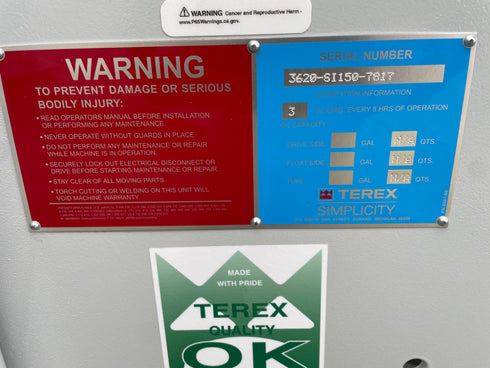 WARNING Cancer and Reproductive Harm -
www.P65Warnings.ca.gov.
WARNING
TO PREVENT DAMAGE OR SERIOUS
BODILY INJURY:
• READ OPERATORS MANUAL BEFORE INSTALLATION
OR PERFORMING ANY MAINTENANCE.
• NEVER OPERATE WITHOUT GUARDS IN PLACE.
• DO NOT PERFORM ANY MAINTENANCE OR REPAIR
WHILE MACHINE IS IN OPERATION.
• SECURELY LOCK OUT ELECTRICAL DISCONNECT OR
DRIVE BEFORE STARTING MAINTENANCE OR REPAIR.
• STAY CLEAR OF ALL MOVING PARTS.
• TORCH CUTTING OR WELDING ON THIS UNIT WILL
VOID MACHINE WARRANTY.
SERIAL NUMBER
3620-SI150-7817
INFORMATION
3 EVERY 8 HRS OF OPERATION
OIL CAPACITY
DRIVE SIDE GAL QTS.
FLOAT SIDE GAL QTS.
TUBE GAL QTS.
TEREX
SIMPLICITY
MADE
WITH PRIDE
TEREX
QUALITY
OK